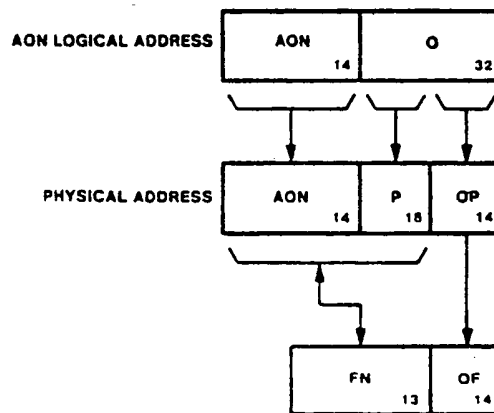 AON LOGICAL ADDRESS
AON
O
14
32
PHYSICAL ADDRESS
AON
P
OP
14
18
14
FN
OF
13
14